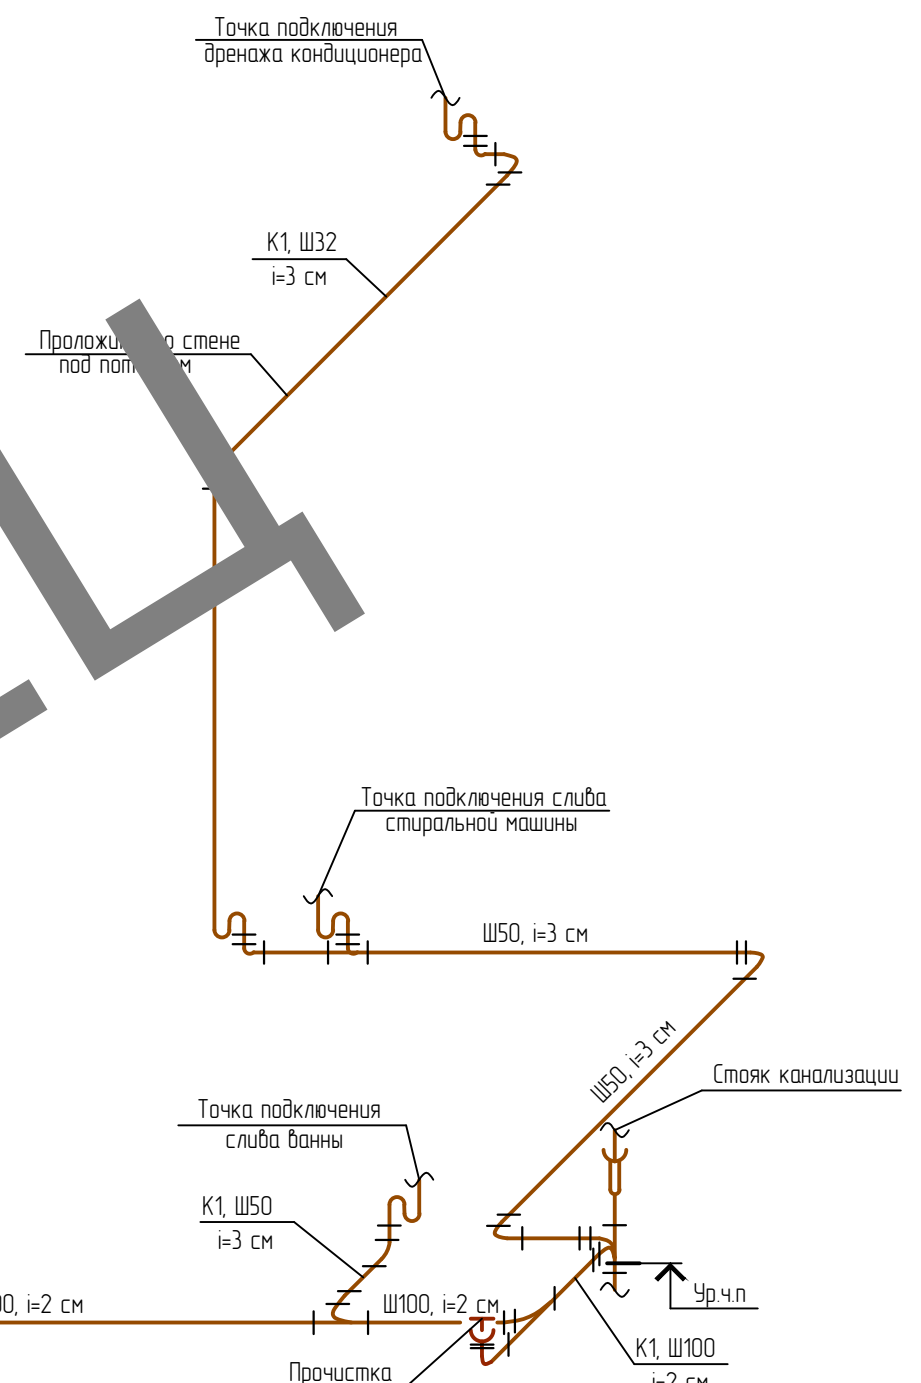 Точка подключения
дренажа кондиционера
К1, Ш32
i=3 см
стене
под
Точка подключения слива
стиральной машины
Ш50, i=3 см
Ш50, i=3 см
Стояк канализации
Точка подключения
слива ванны
К1, Ш50
i=3 см
i=2 см
Ш100, i=2 см
Ур.ч.п
К1, Ш100
i=2 см
Прочистка